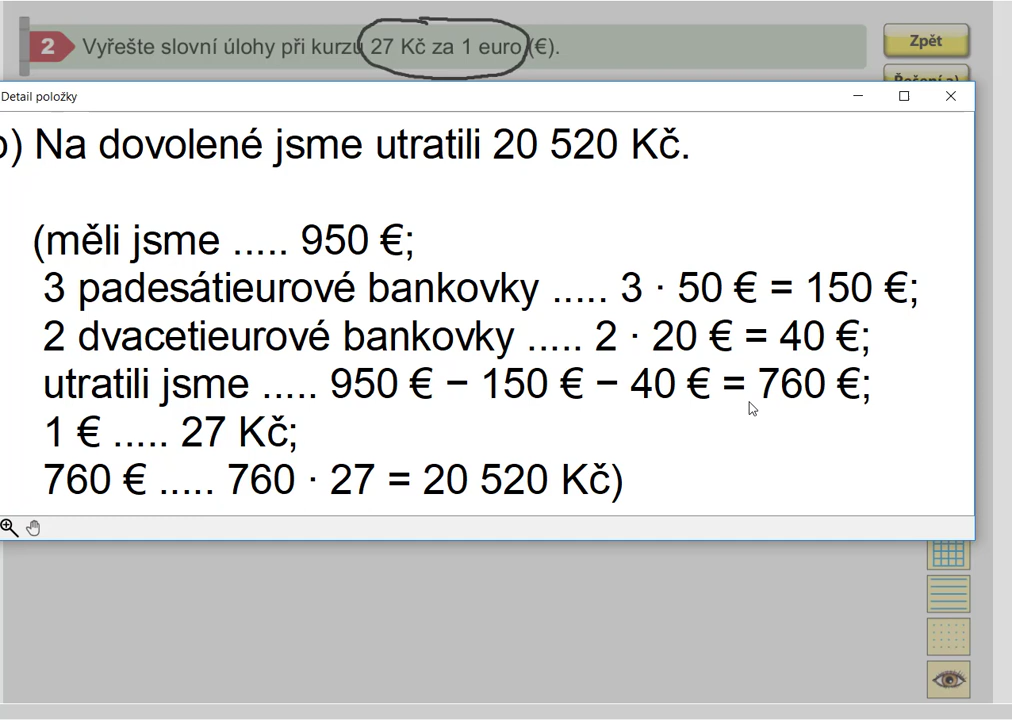 2 Vyřešte slovní úlohy při kurzu 27 Kč za 1 euro (€).
Zpět
Řešení a)
Detail položky
b) Na dovolené jsme utratili 20 520 Kč.
(měli jsme ..... 950 €;
3 padesátieurové bankovky ..... 3 · 50 € = 150 €;
2 dvacetieurové bankovky ..... 2 · 20 € = 40 €;
utratili jsme ..... 950 € − 150 € − 40 € = 760 €;
1 € ..... 27 Kč;
760 € ..... 760 · 27 = 20 520 Kč)